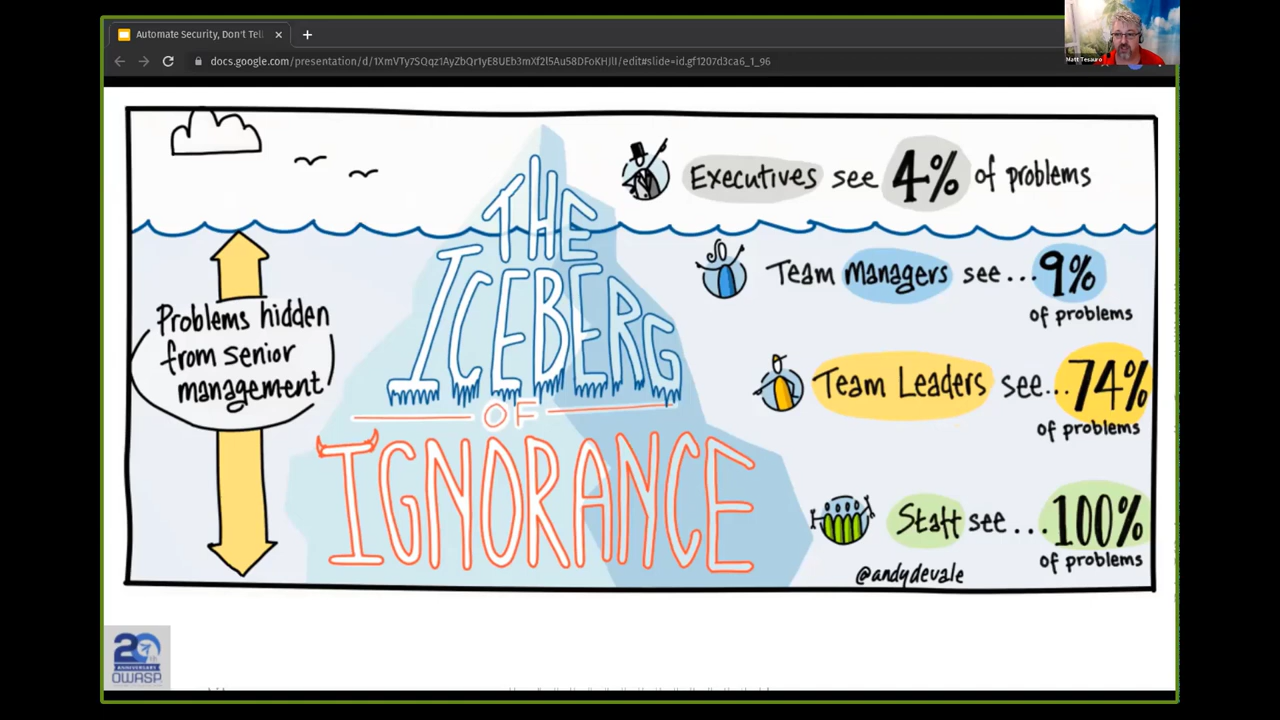 Automate Security, Don't Tell
docs.google.com/presentation/d/1XmVTy7SQqz1AyZbQr1yE8UEb3mXf2l5Au58DFoKHJlI/edit#slide=id.gf1207d3ca6_1_96
Matt Tesauro
THE
ICEBERG
OF
IGNORANCE
Executives see 4% of problems
Team Managers see...9%
of problems
Problems hidden
from senior
management
Team Leaders see...74%
of problems
Staff see...100%
of problems
@andydevale
20th
ANNIVERSARY
OWASP